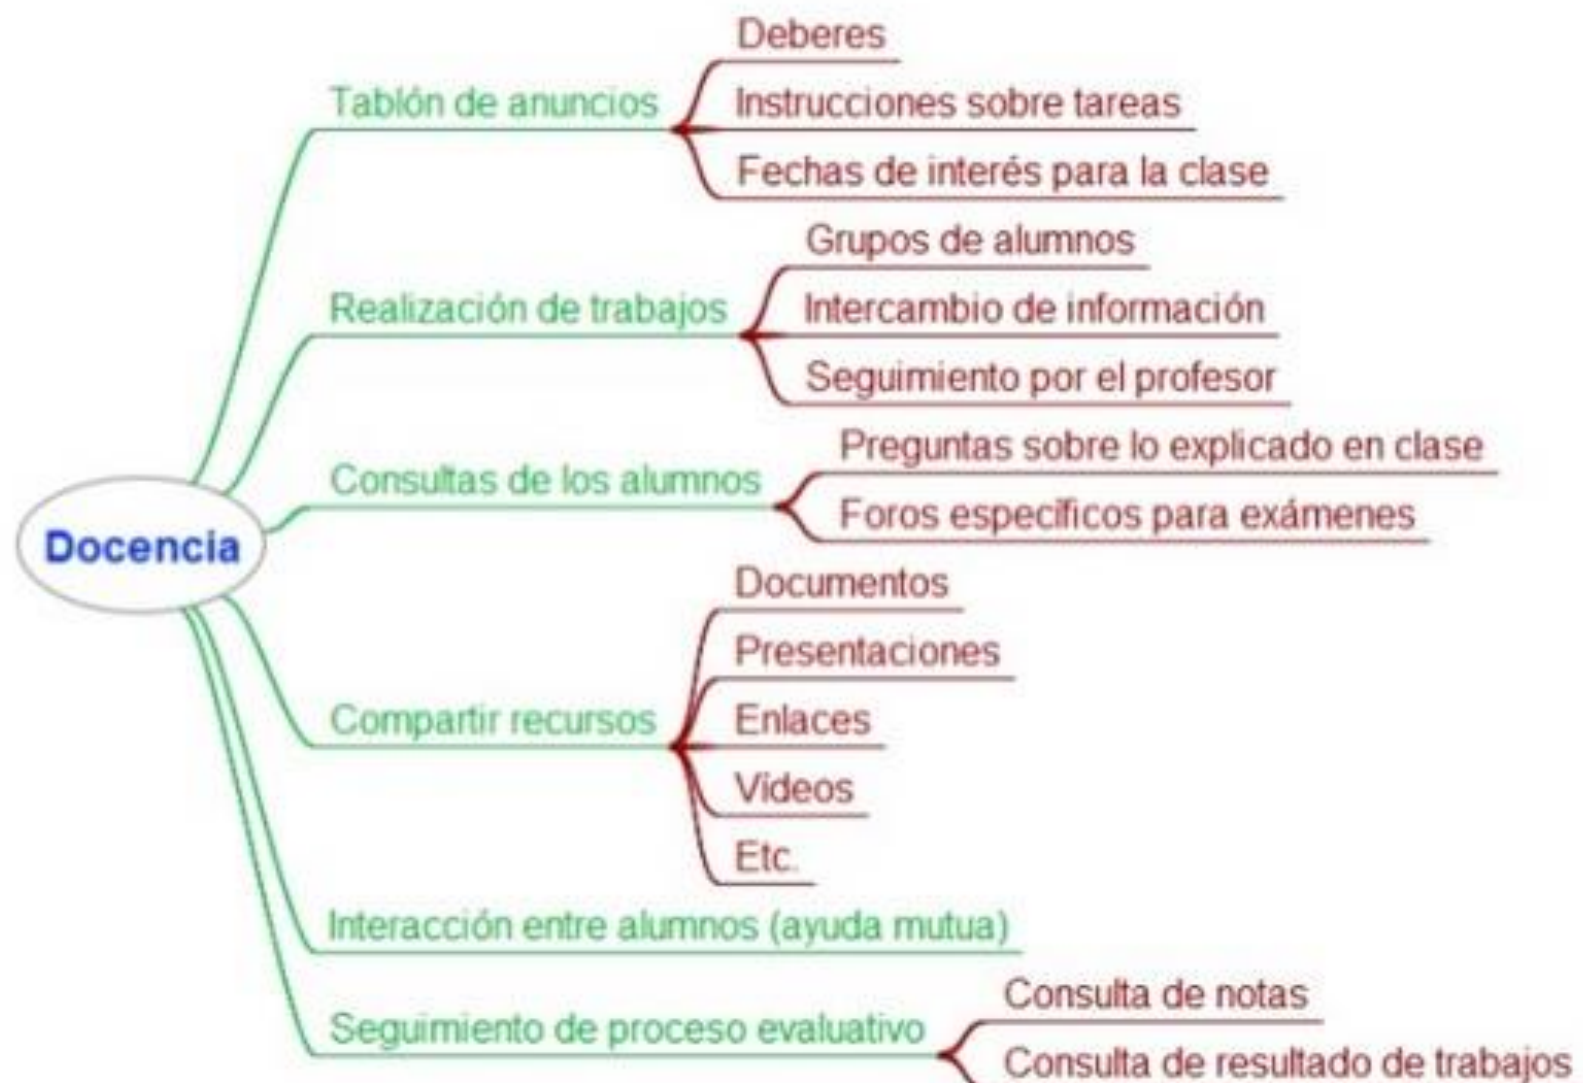 Docencia
Tablón de anuncios
Deberes
Instrucciones sobre tareas
Fechas de interés para la clase
Realización de trabajos
Grupos de alumnos
Intercambio de información
Seguimiento por el profesor
Consultas de los alumnos
Preguntas sobre lo explicado en clase
Foros específicos para exámenes
Compartir recursos
Documentos
Presentaciones
Enlaces
Vídeos
Etc.
Interacción entre alumnos (ayuda mutua)
Seguimiento de proceso evaluativo
Consulta de notas
Consulta de resultado de trabajos